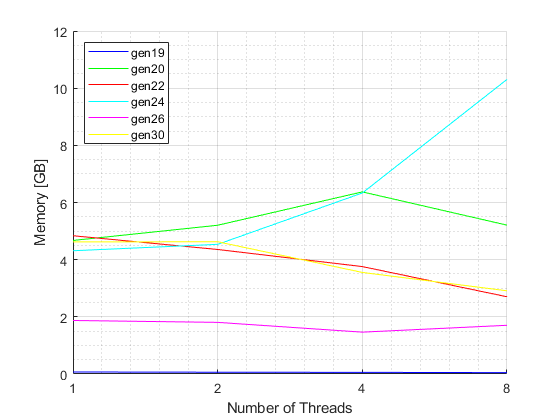 12
10
8
6
4
2
0
Memory [GB]
gen19
gen20
gen22
gen24
gen26
gen30
1
2
4
8
Number of Threads